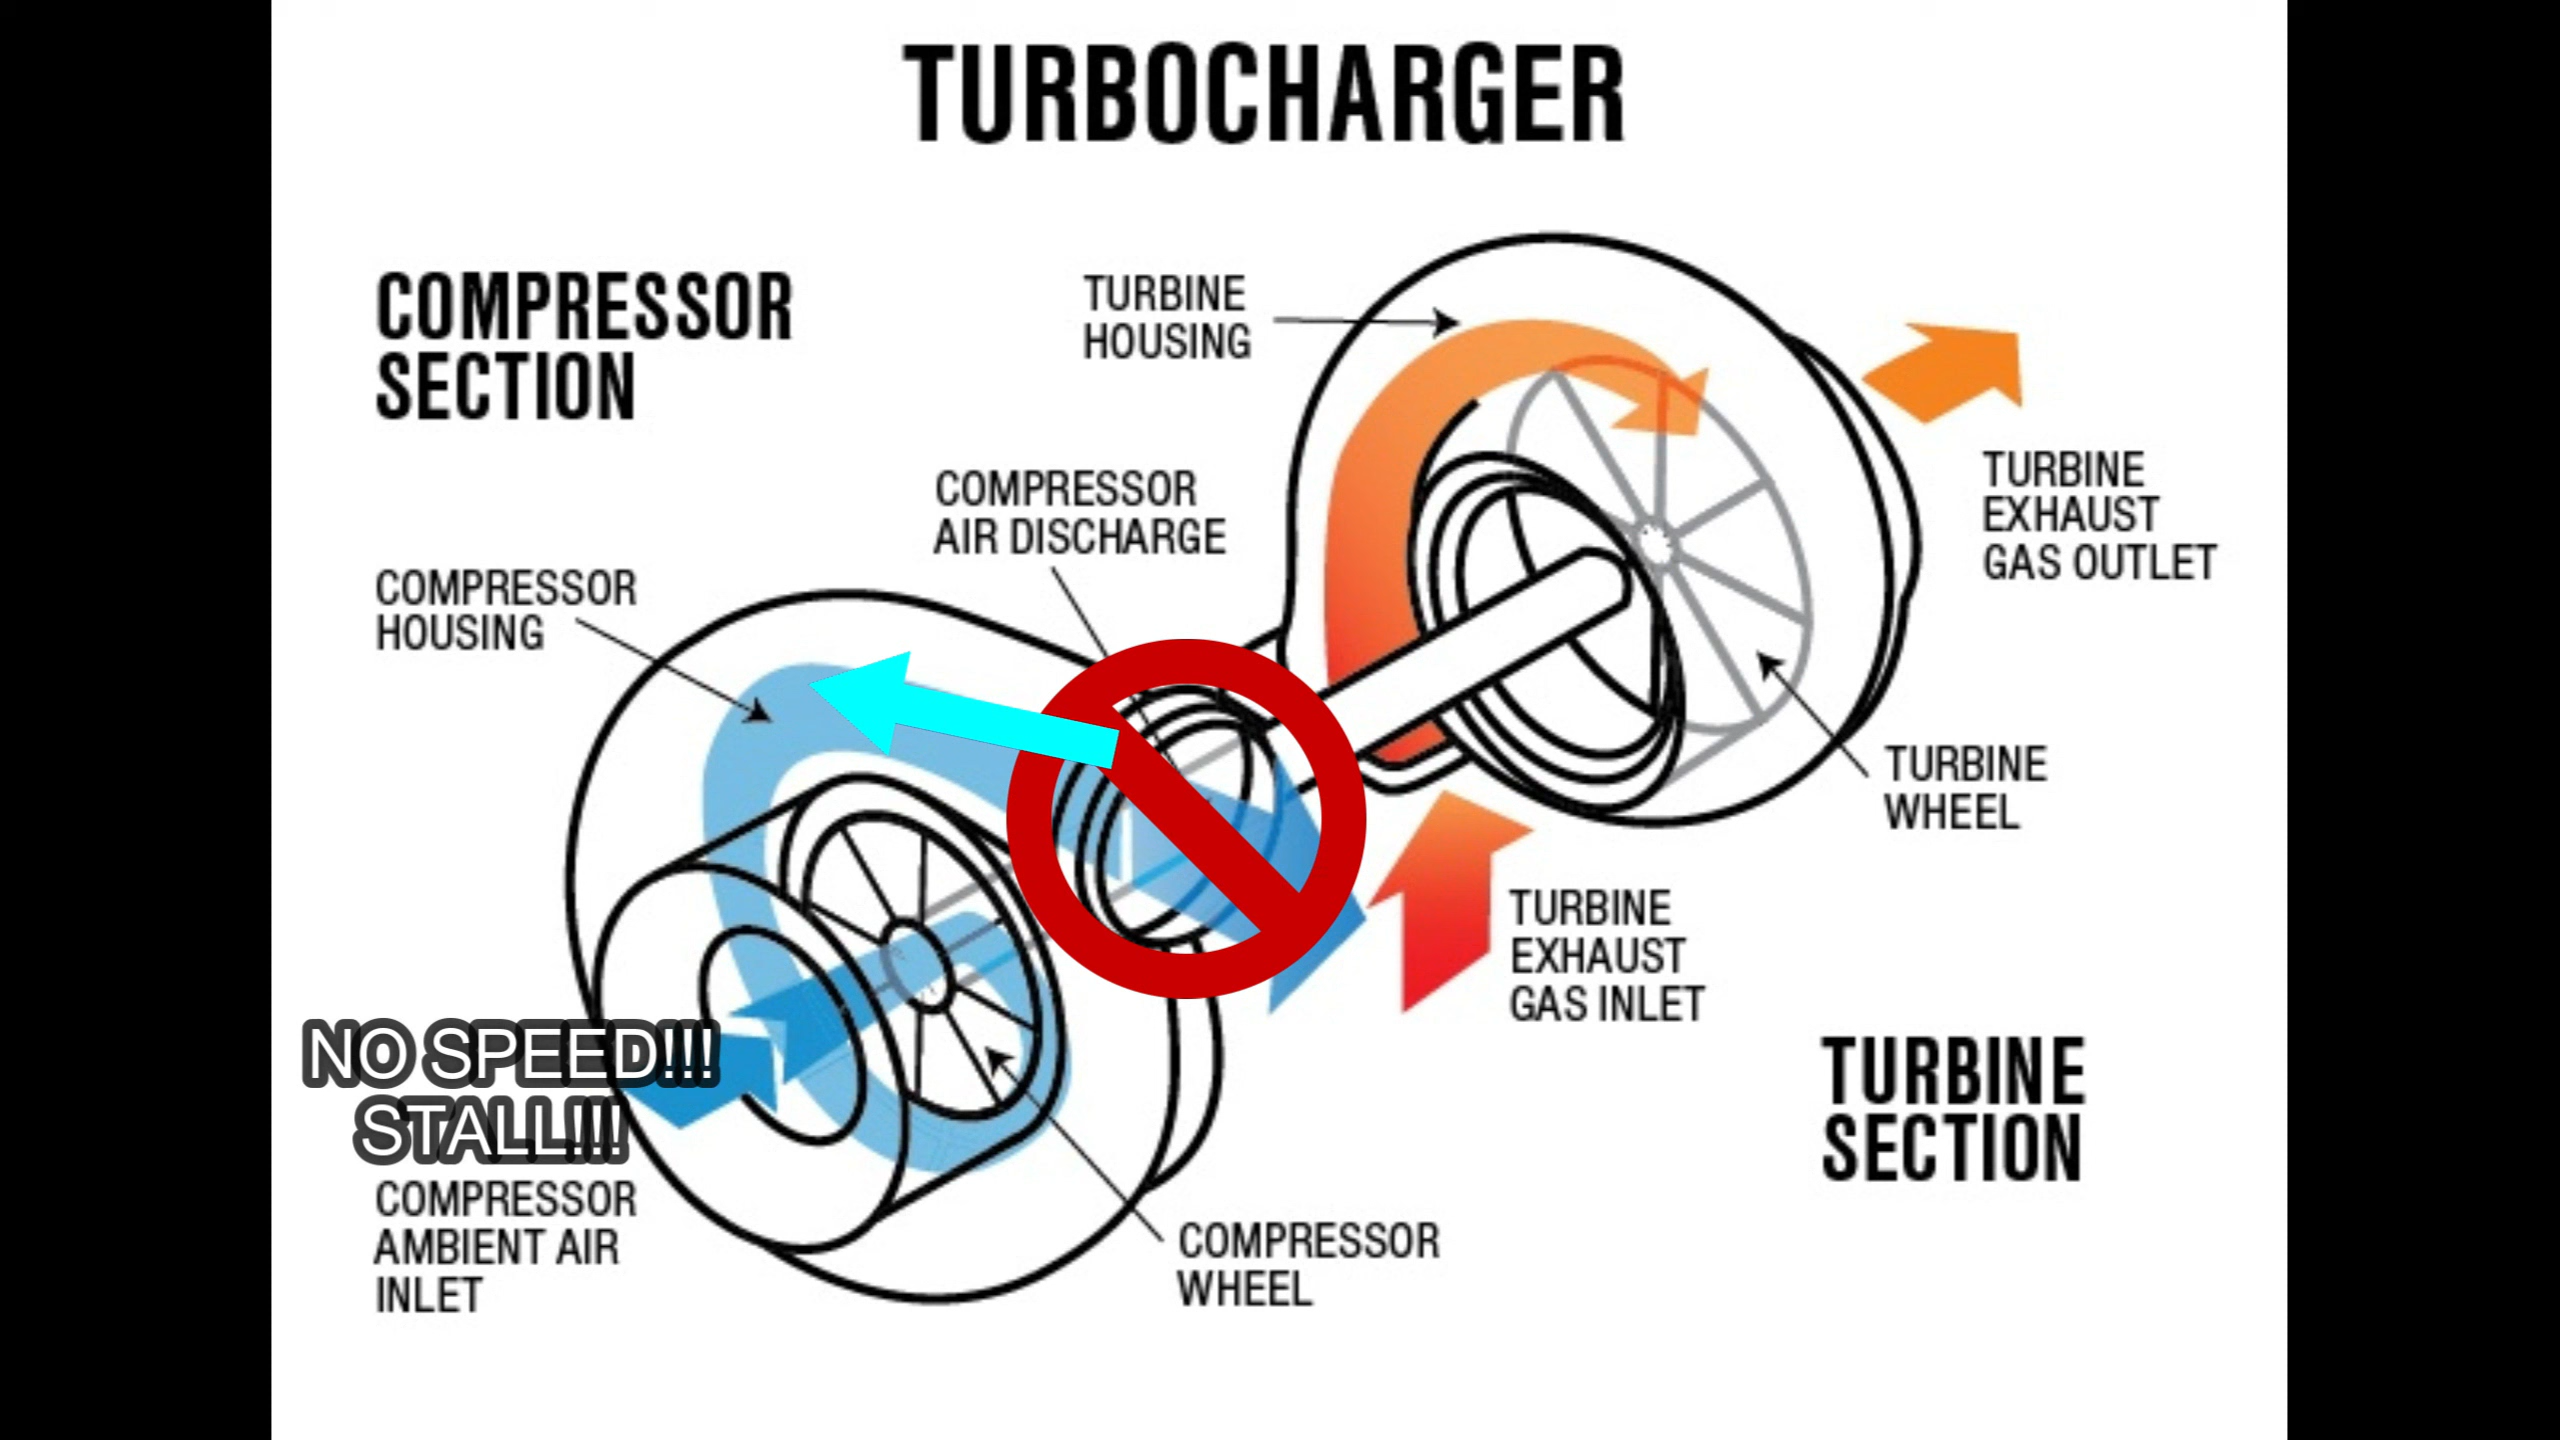 TURBOCHARGER
COMPRESSOR
SECTION
TURBINE
HOUSING
COMPRESSOR
AIR DISCHARGE
TURBINE
EXHAUST
GAS OUTLET
COMPRESSOR
HOUSING
TURBINE
WHEEL
TURBINE
EXHAUST
GAS INLET
NO SPEED!!!
STALL!!!
TURBINE
SECTION
COMPRESSOR
AMBIENT AIR
INLET
COMPRESSOR
WHEEL